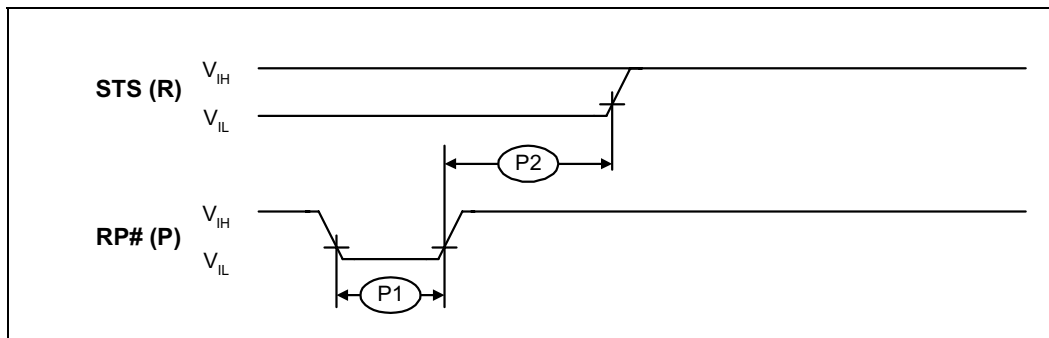 STS (R)
V_IH
V_IL
P2
RP# (P)
V_IH
V_IL
P1